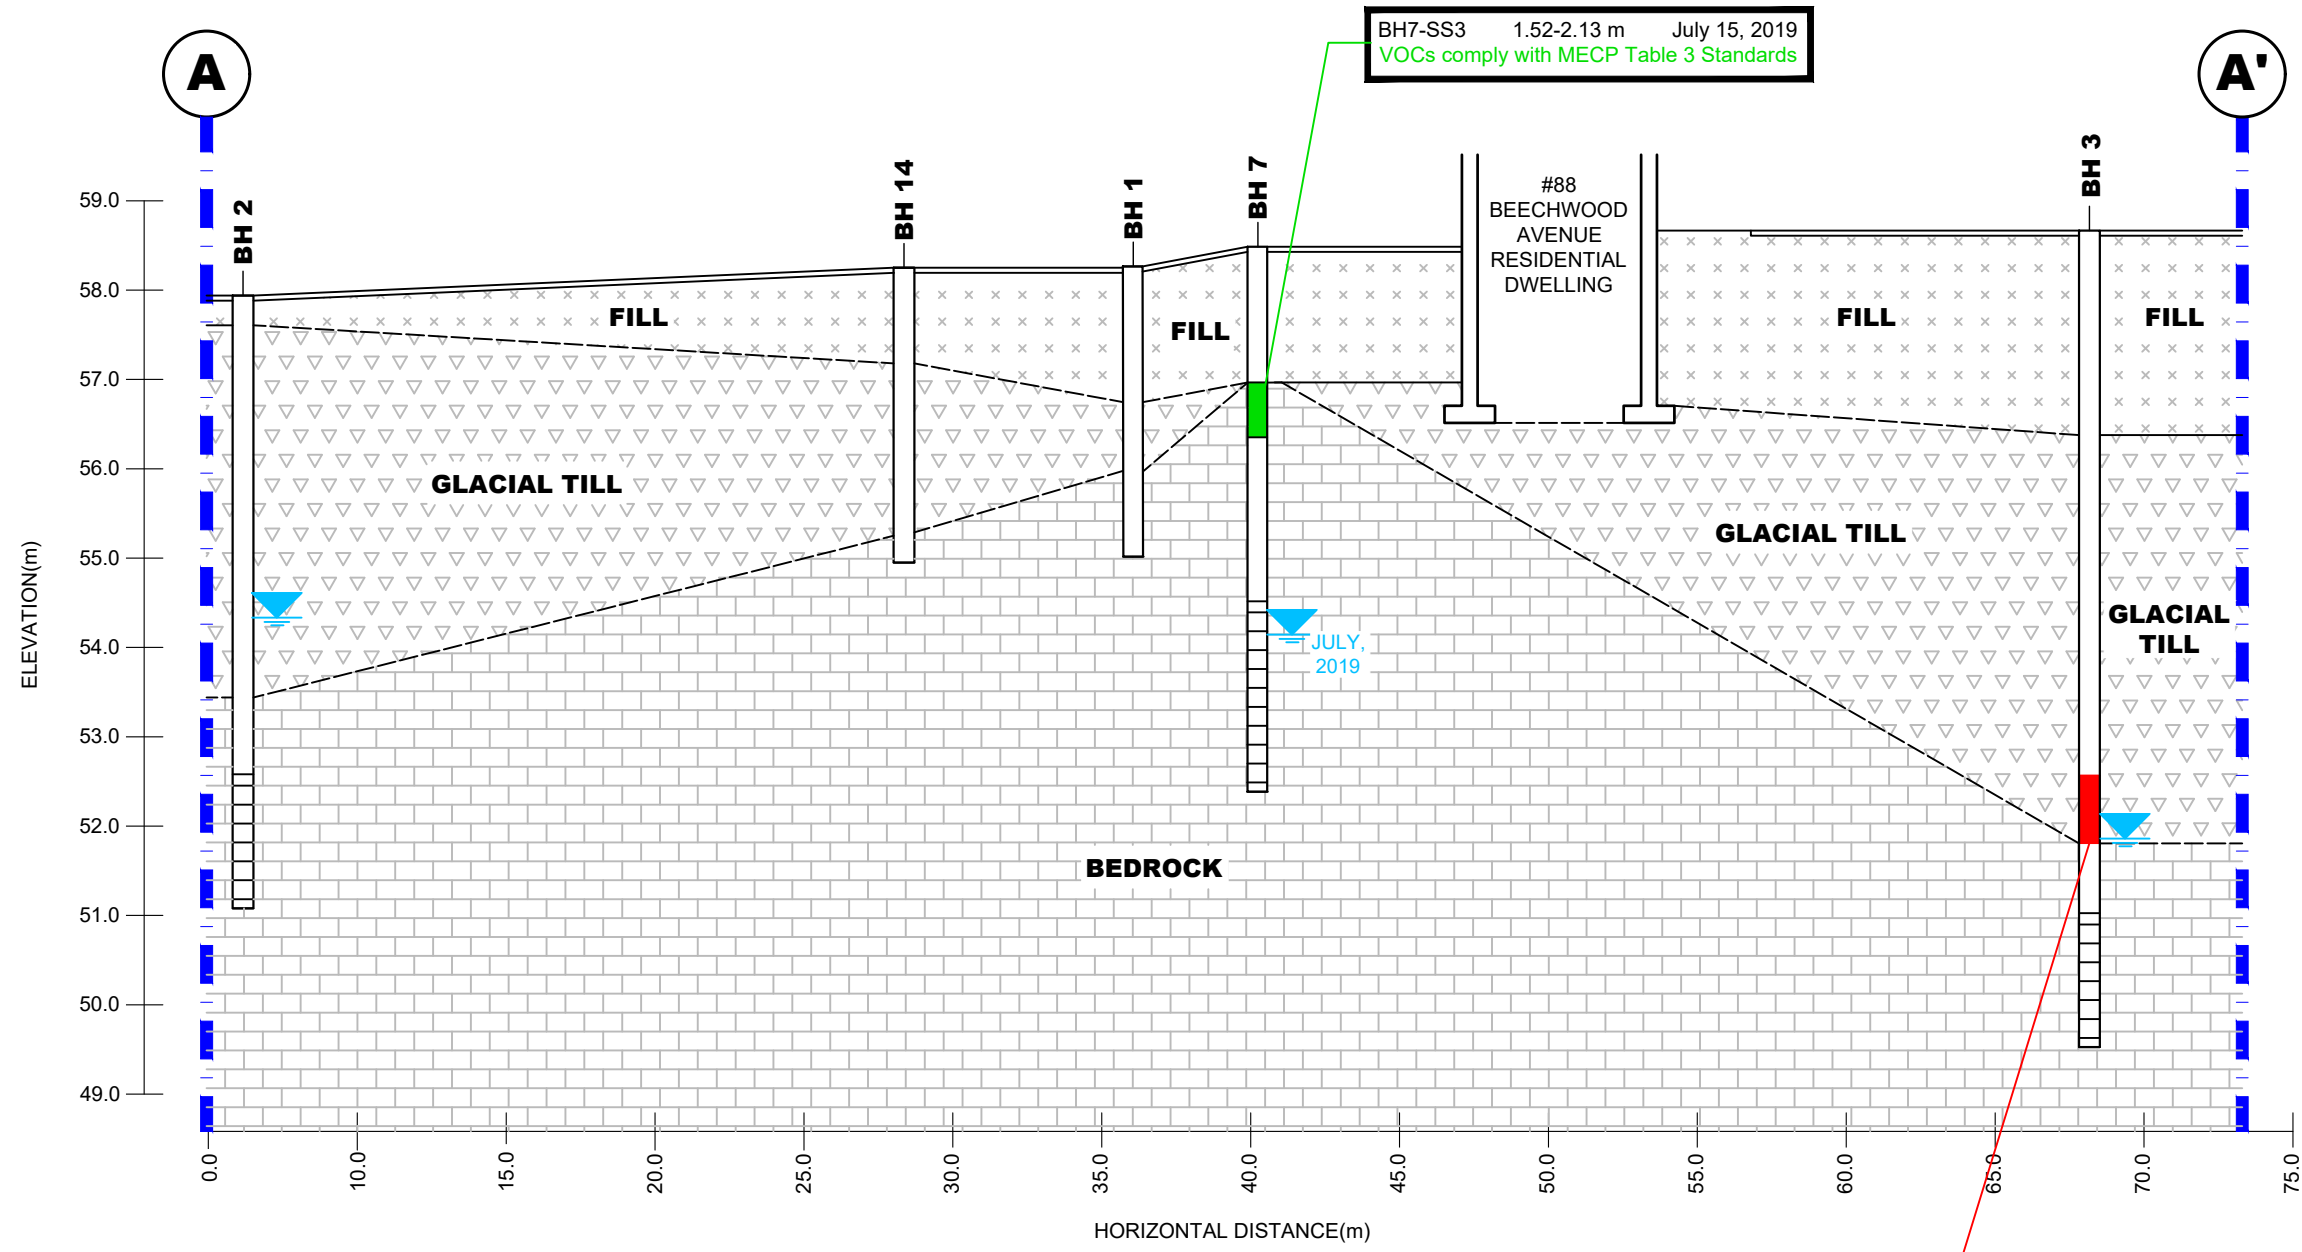 BH7-SS3 1.52-2.13 m July 15, 2019
VOCs comply with MECP Table 3 Standards
A
A'
BH 2
BH 14
BH 1
BH 7
BH 3
#88
BEECHWOOD
AVENUE
RESIDENTIAL
DWELLING
59.0
58.0
57.0
56.0
55.0
54.0
53.0
52.0
51.0
50.0
49.0
ELEVATION(m)
FILL
FILL
FILL
FILL
GLACIAL TILL
GLACIAL TILL
GLACIAL
TILL
JULY,
2019
BEDROCK
0.0
10.0
15.0
20.0
25.0
30.0
35.0
40.0
45.0
50.0
55.0
60.0
65.0
70.0
75.0
HORIZONTAL DISTANCE(m)